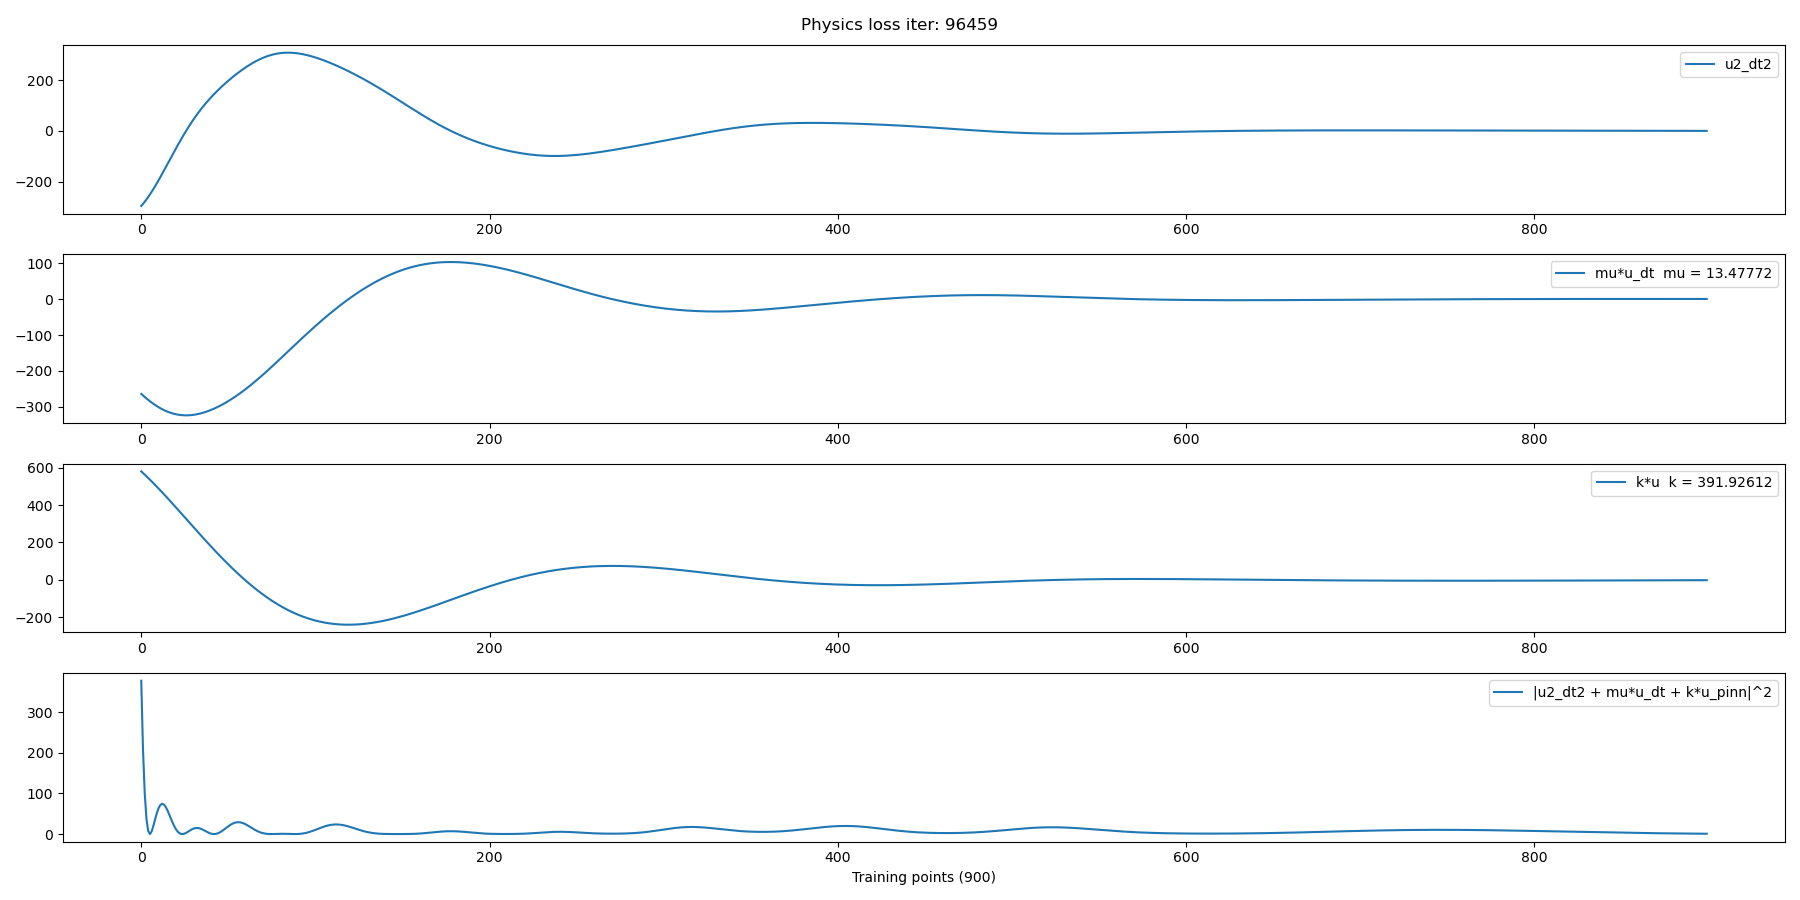 Physics loss iter: 96459
u2_dt2
200
0
−200
0 200 400 600 800
mu*u_dt  mu = 13.47772
100
0
−100
−200
−300
0 200 400 600 800
k*u  k = 391.92612
600
400
200
0
−200
0 200 400 600 800
|u2_dt2 + mu*u_dt + k*u_pinn|^2
300
200
100
0
0 200 400 600 800
Training points (900)